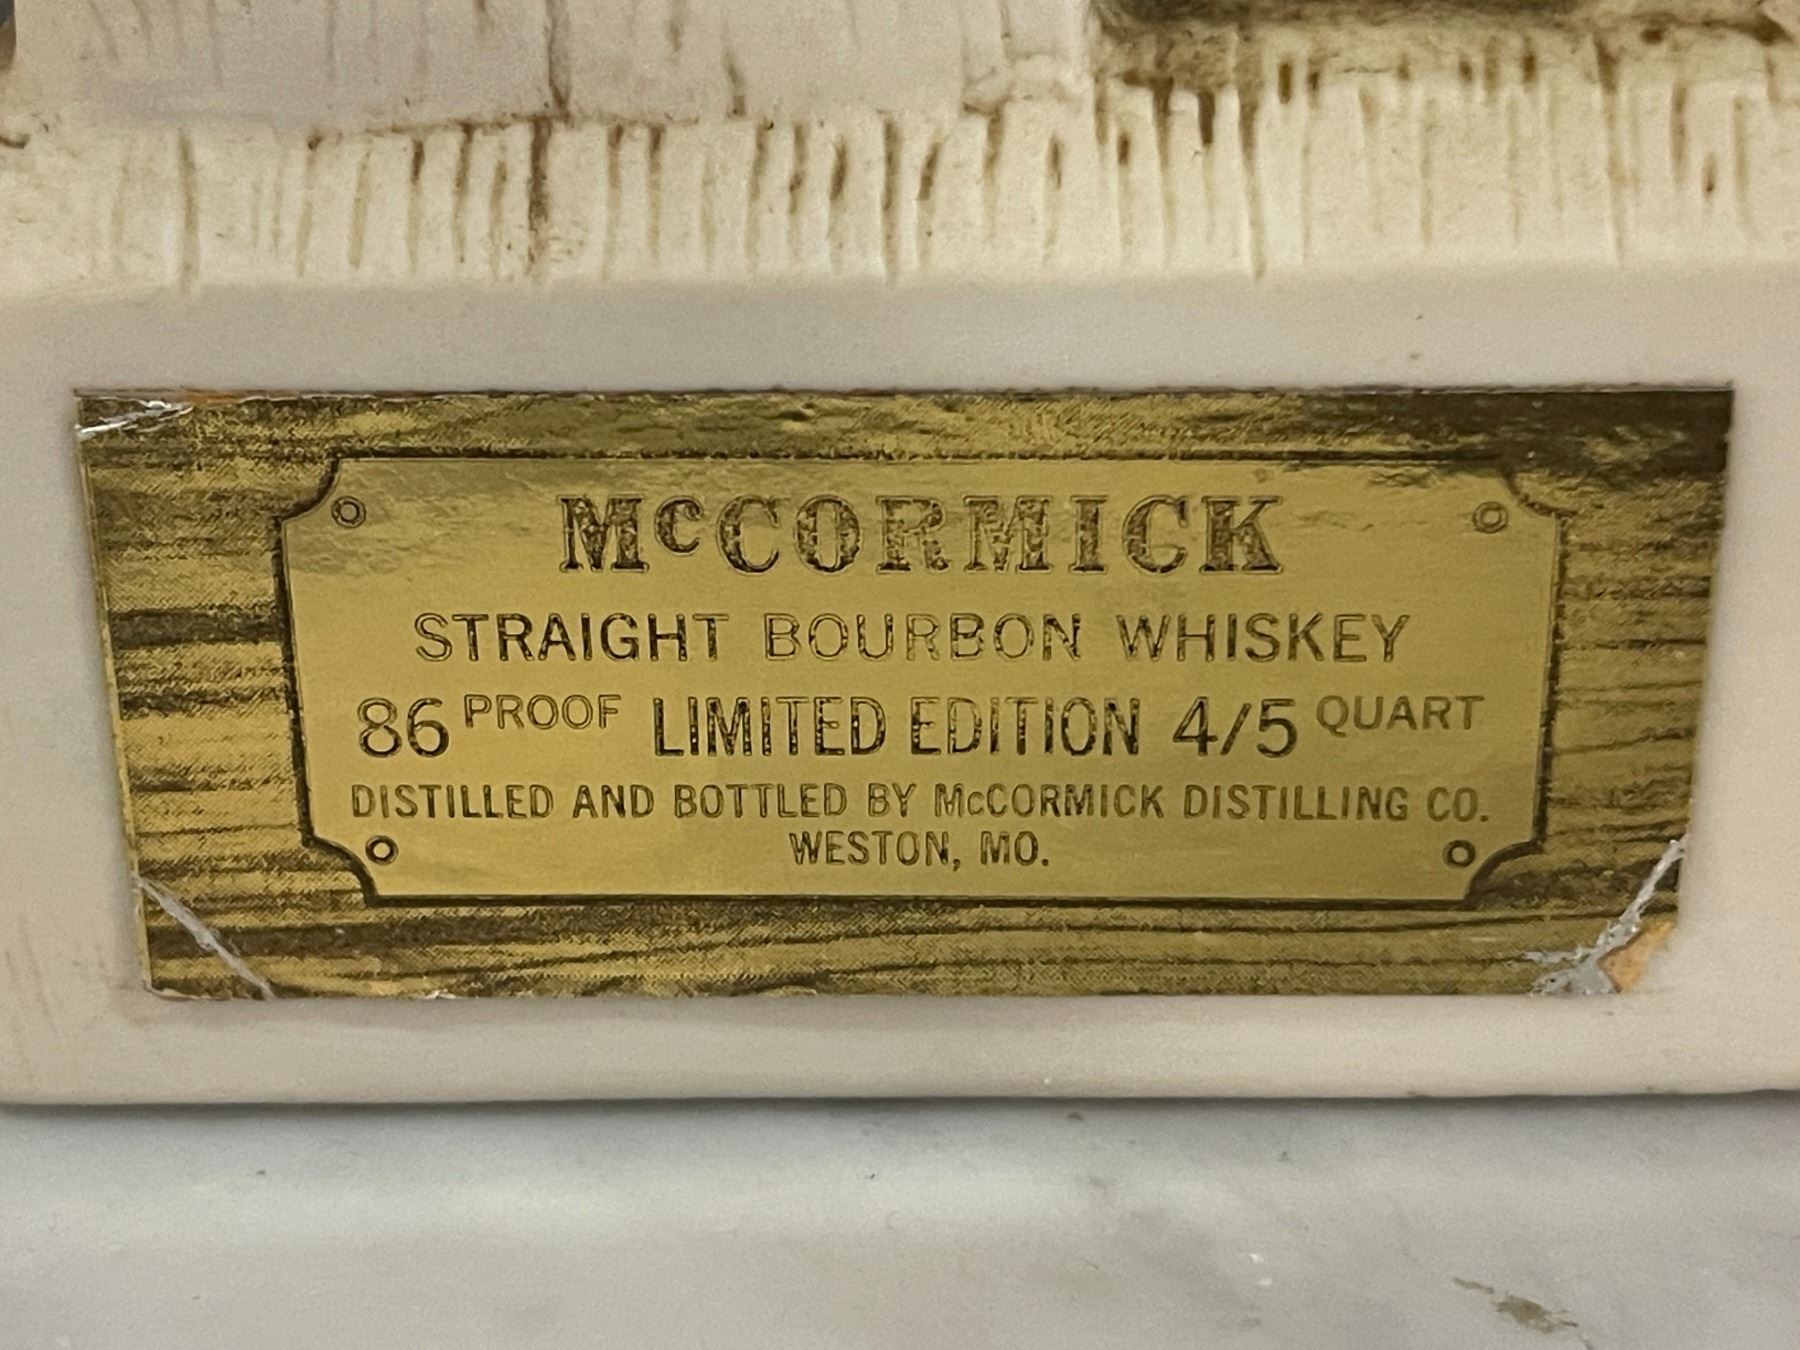 McCORMICK
STRAIGHT BOURBON WHISKEY
86 PROOF LIMITED EDITION 4/5 QUART
DISTILLED AND BOTTLED BY McCORMICK DISTILLING CO.
WESTON, MO.